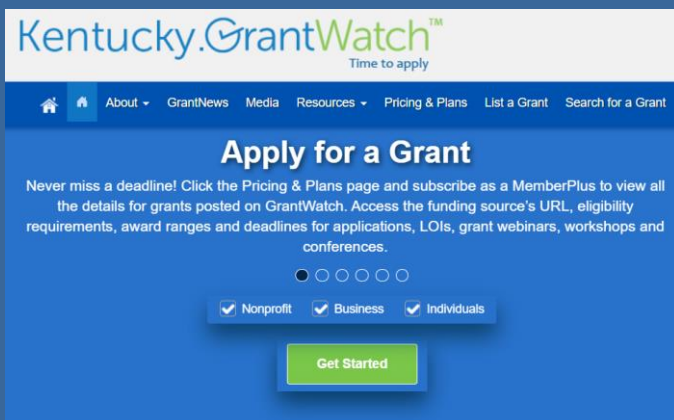 Kentucky.GrantWatch™
Time to apply
About GrantNews Media Resources Pricing & Plans List a Grant Search for a Grant
Apply for a Grant
Never miss a deadline! Click the Pricing & Plans page and subscribe as a MemberPlus to view all
the details for grants posted on GrantWatch. Access the funding source's URL, eligibility
requirements, award ranges and deadlines for applications, LOIs, grant webinars, workshops and
conferences.
Nonprofit Business Individuals
Get Started